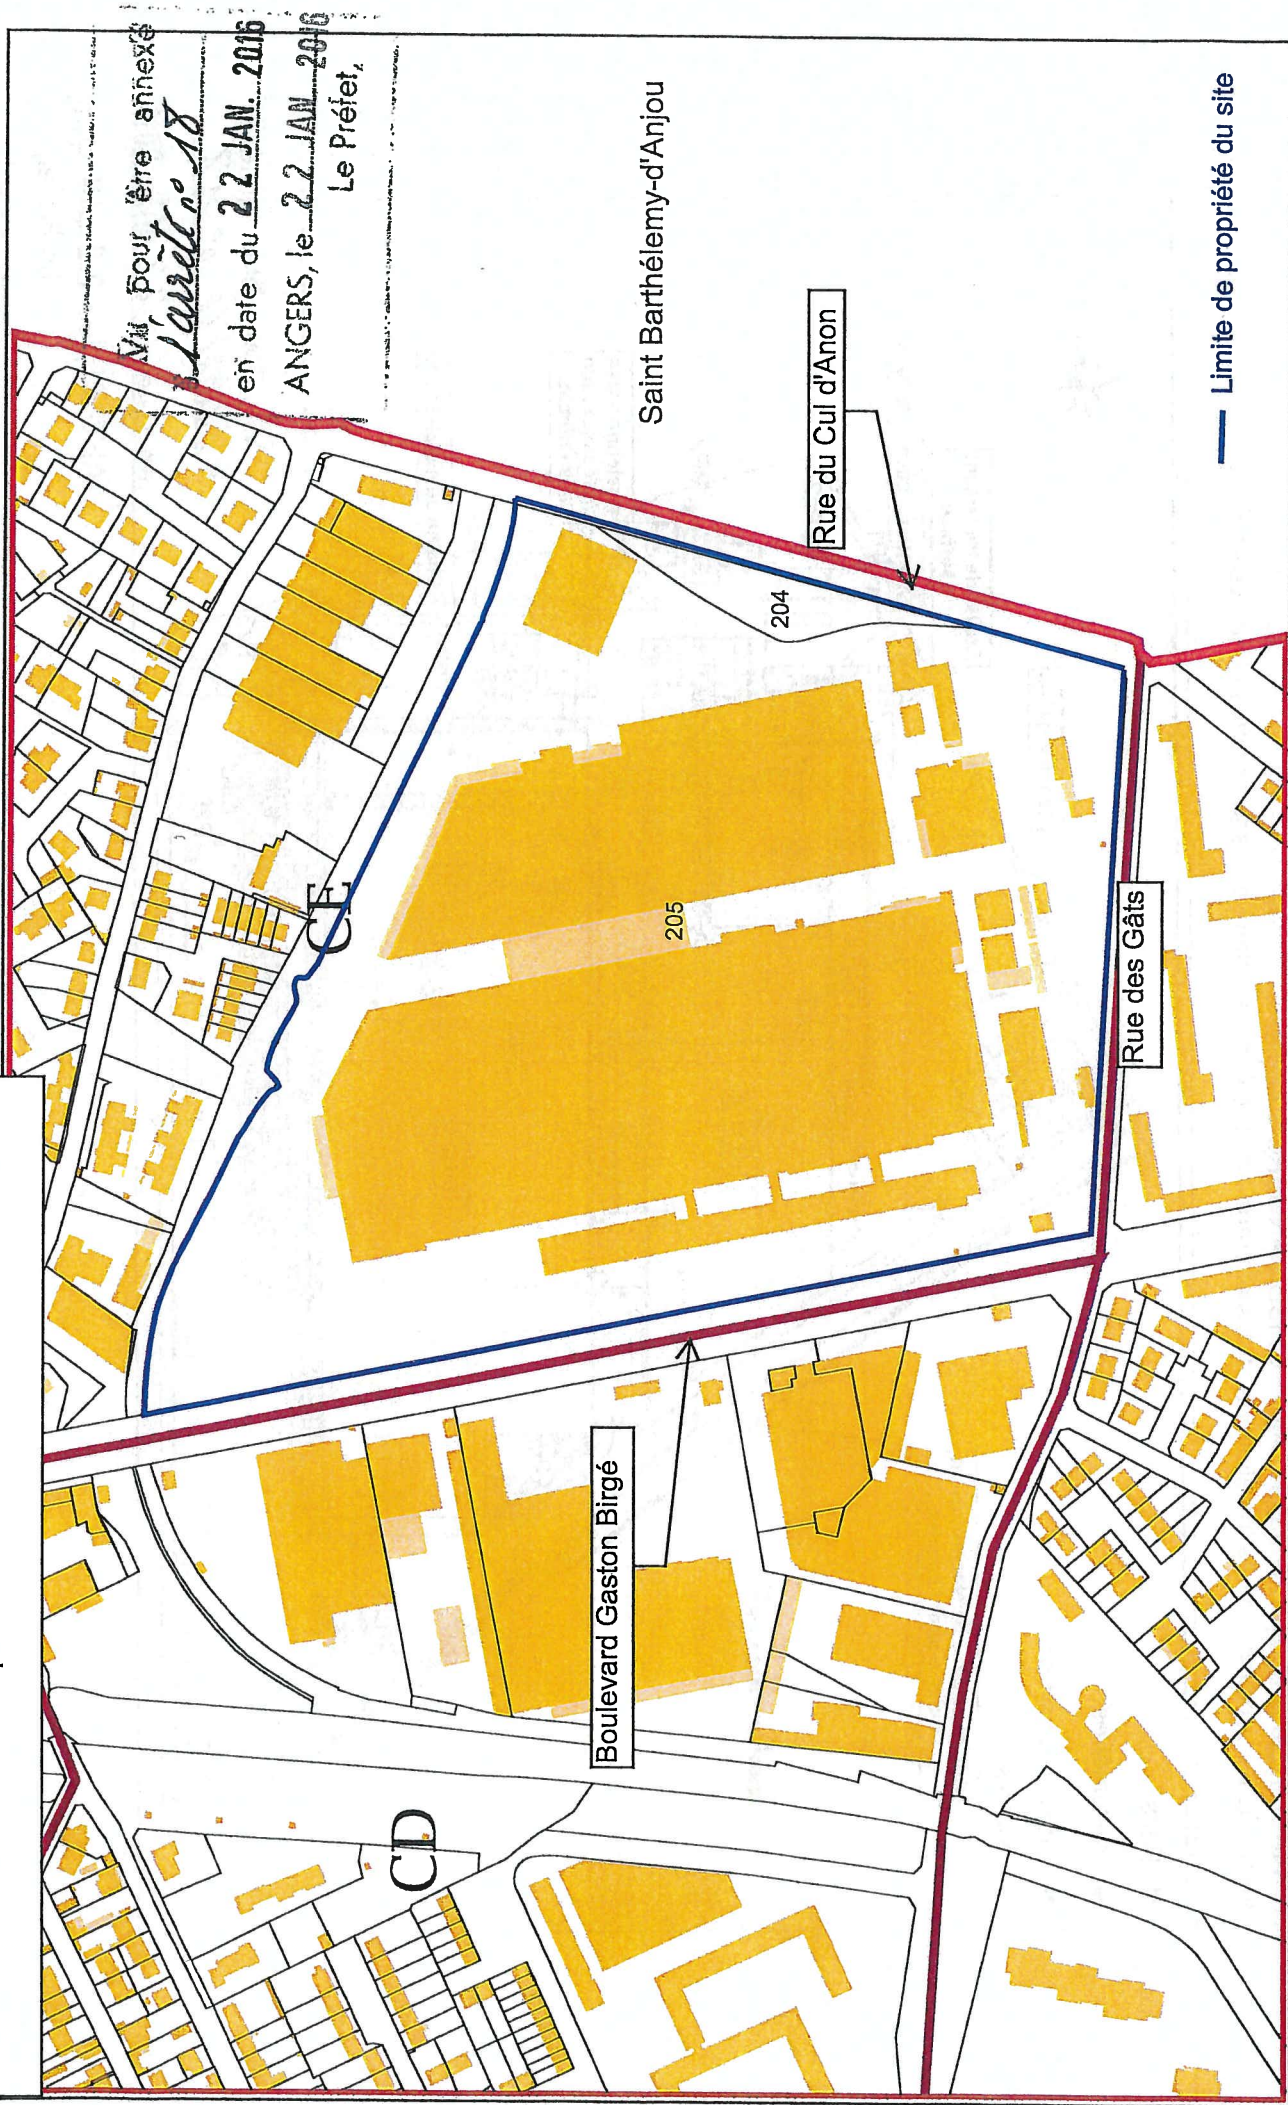 Vu pour être annexé
à l'arrêté n° 18
en date du 22 JAN. 2016
ANGERS, le 22 JAN. 2016
Le Préfet,
Saint Barthélemy-d'Anjou
Rue du Cul d'Anon
204
CE
205
Rue des Gâts
Boulevard Gaston Birgé
CD
Limite de propriété du site